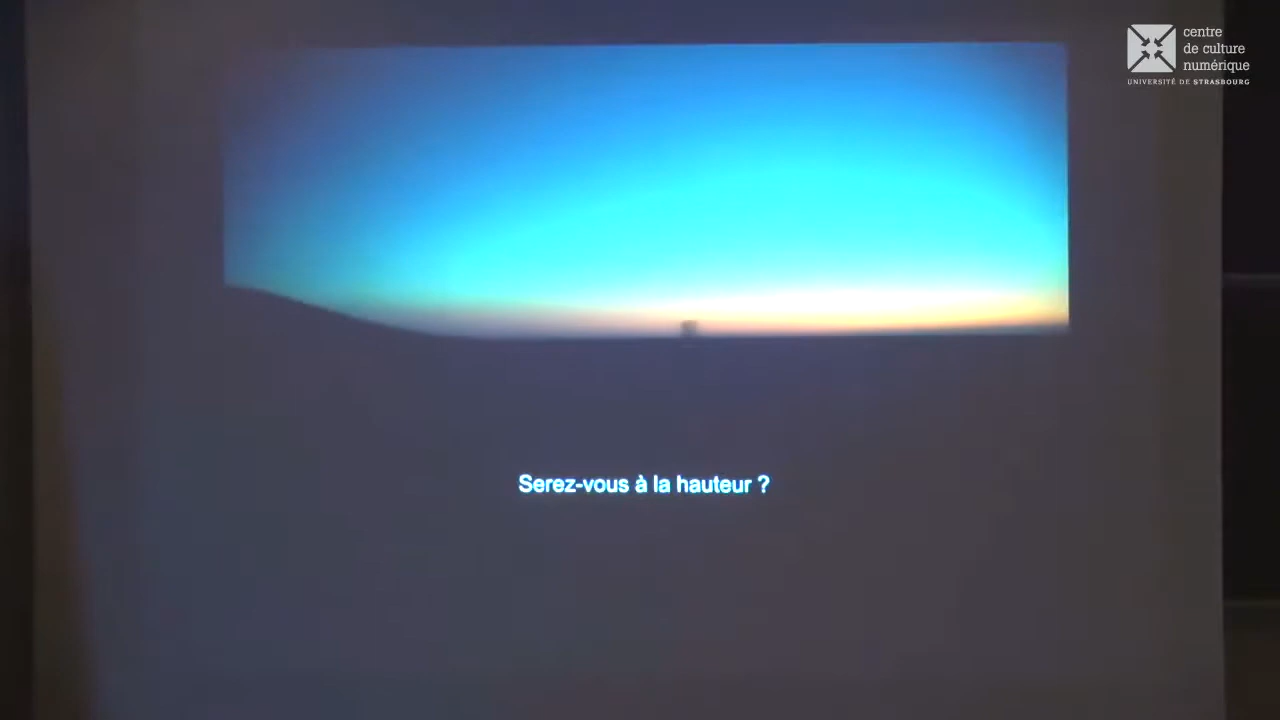 centre
de culture
numérique
UNIVERSITÉ DE STRASBOURG
Serez-vous à la hauteur ?